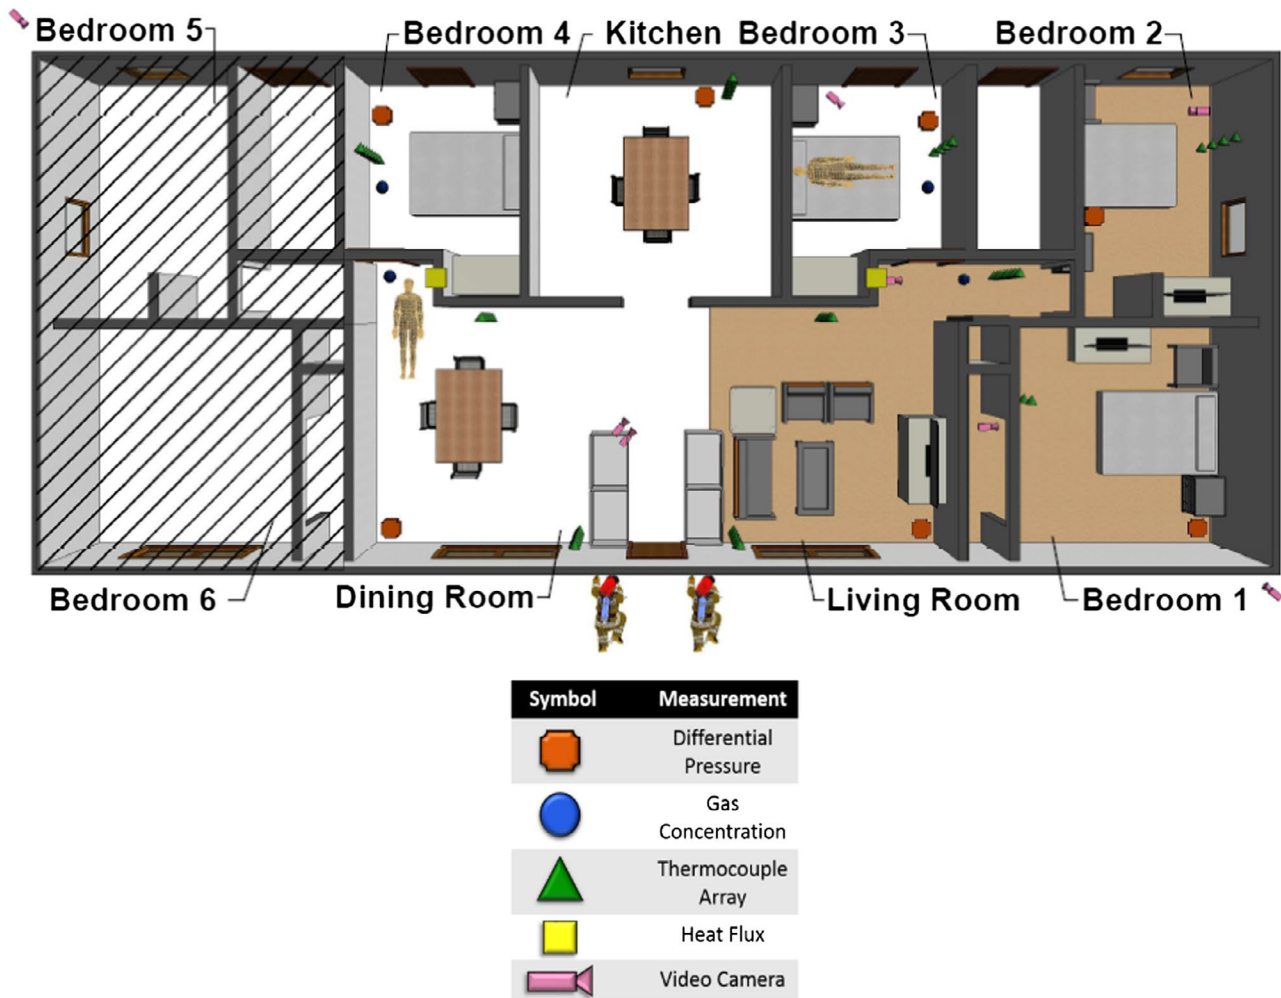 Bedroom 5
Bedroom 4
Kitchen
Bedroom 3
Bedroom 2
Bedroom 6
Dining Room
Living Room
Bedroom 1
Symbol Measurement
Differential
Pressure
Gas
Concentration
Thermocouple
Array
Heat Flux
Video Camera